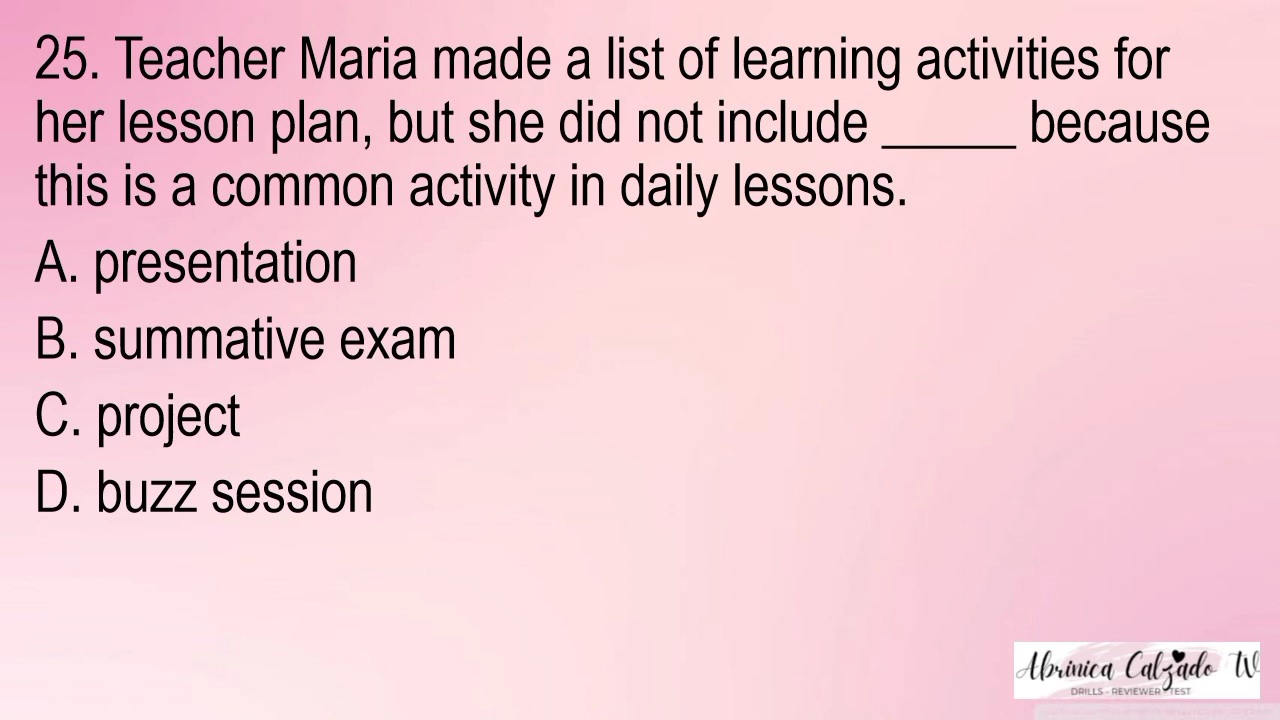 25. Teacher Maria made a list of learning activities for
her lesson plan, but she did not include _____ because
this is a common activity in daily lessons.
A. presentation
B. summative exam
C. project
D. buzz session
Abrinica Calzado TV
DRILLS - REVIEWER - TEST